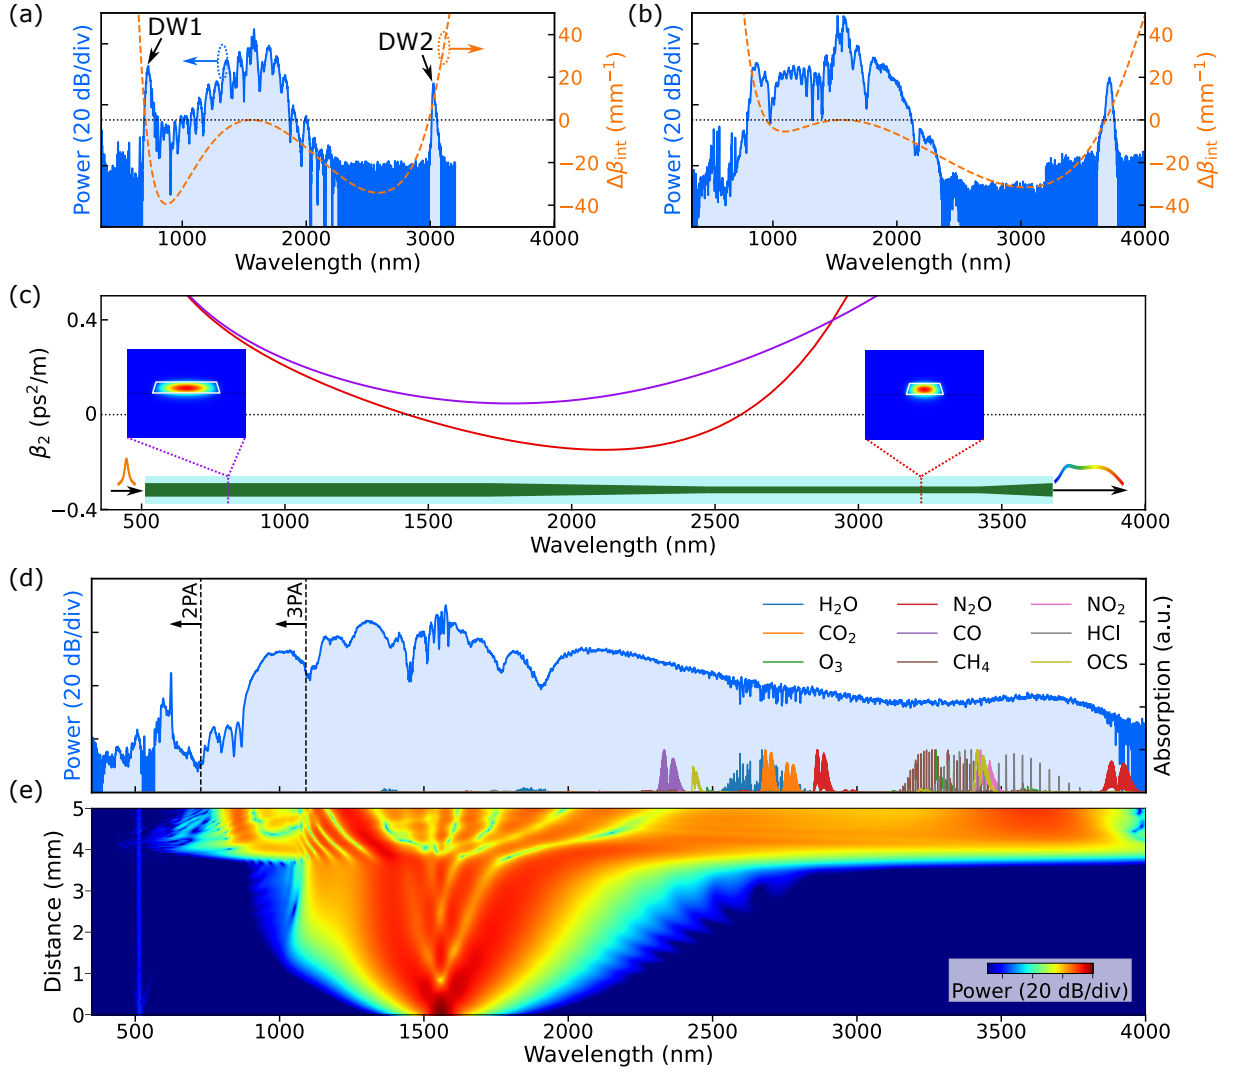 (a)
DW1
DW2
Power (20 dB/div)
40
20
0
−20
−40
Δβint (mm−1)
1000
2000
3000
4000
Wavelength (nm)
(b)
Power (20 dB/div)
40
20
0
−20
−40
Δβint (mm−1)
1000
2000
3000
4000
Wavelength (nm)
(c)
β2 (ps2/m)
0.4
0
−0.4
500
1000
1500
2000
2500
3000
3500
4000
Wavelength (nm)
(d)
Power (20 dB/div)
2PA
3PA
H2O
N2O
NO2
CO2
CO
HCl
O3
CH4
OCS
Absorption (a.u.)
(e)
Distance (mm)
5
4
3
2
1
0
Power (20 dB/div)
500
1000
1500
2000
2500
3000
3500
4000
Wavelength (nm)